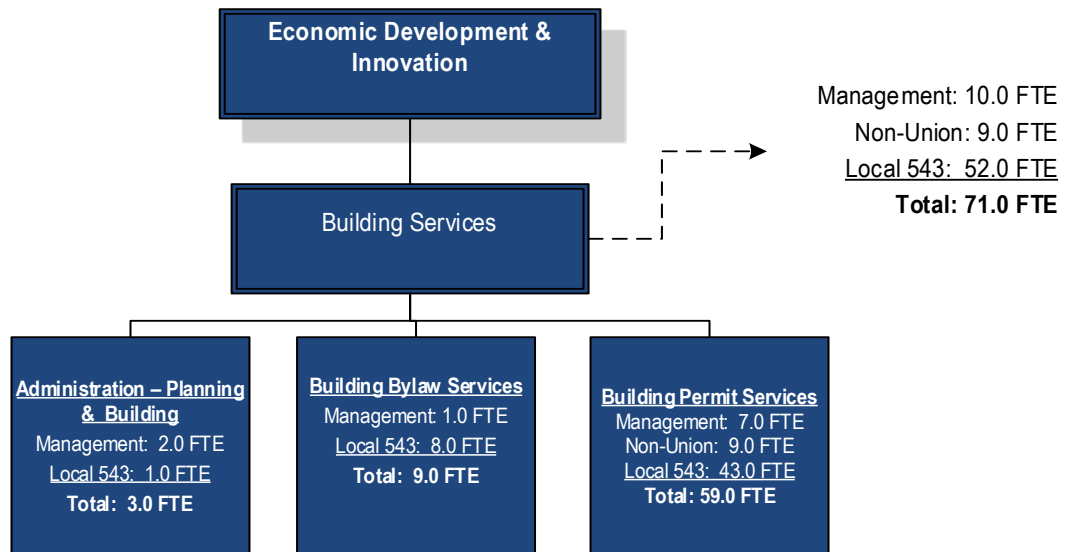 Economic Development &
Innovation
Management: 10.0 FTE
Non-Union: 9.0 FTE
Local 543: 52.0 FTE
Total: 71.0 FTE
Building Services
Administration – Planning
& Building
Management: 2.0 FTE
Local 543: 1.0 FTE
Total: 3.0 FTE
Building Bylaw Services
Management: 1.0 FTE
Local 543: 8.0 FTE
Total: 9.0 FTE
Building Permit Services
Management: 7.0 FTE
Non-Union: 9.0 FTE
Local 543: 43.0 FTE
Total: 59.0 FTE